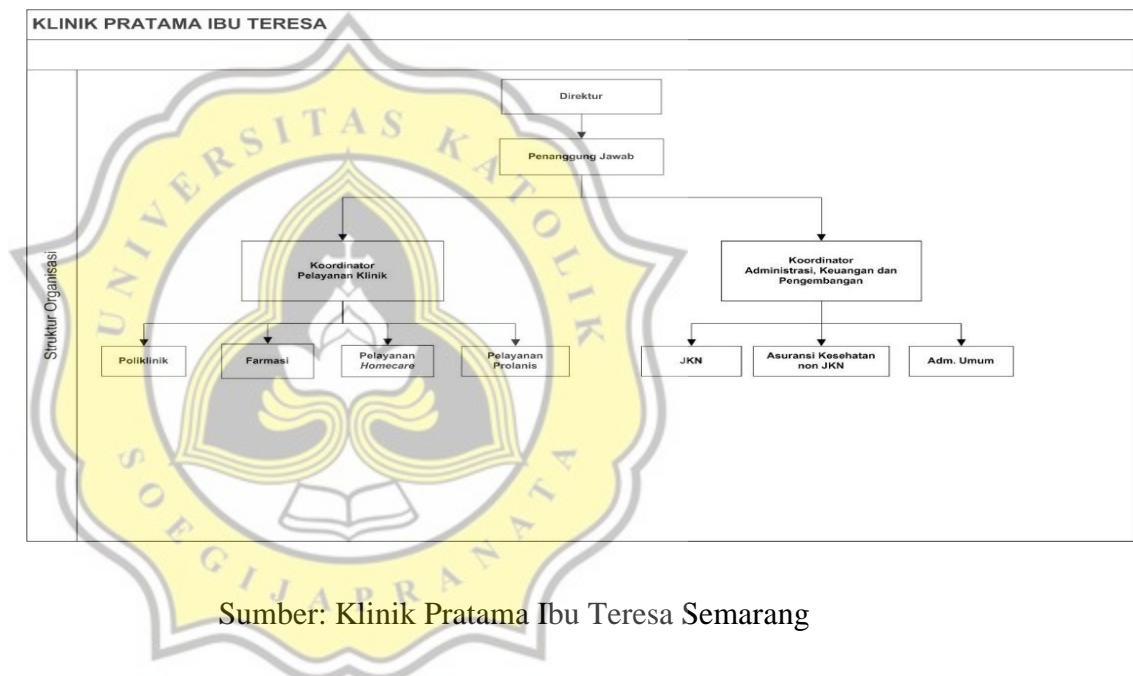 KLINIK PRATAMA IBU TERESA
Struktur Organisasi
Direktur
Penanggung Jawab
Koordinator
Pelayanan Klinik
Koordinator
Administrasi, Keuangan dan
Pengembangan
Poliklinik
Farmasi
Pelayanan
Homecare
Pelayanan
Prolanis
JKN
Asuransi Kesehatan
non JKN
Adm. Umum
UNIVERSITAS KATOLIK
SOEGIJAPRANATA
Sumber: Klinik Pratama Ibu Teresa Semarang